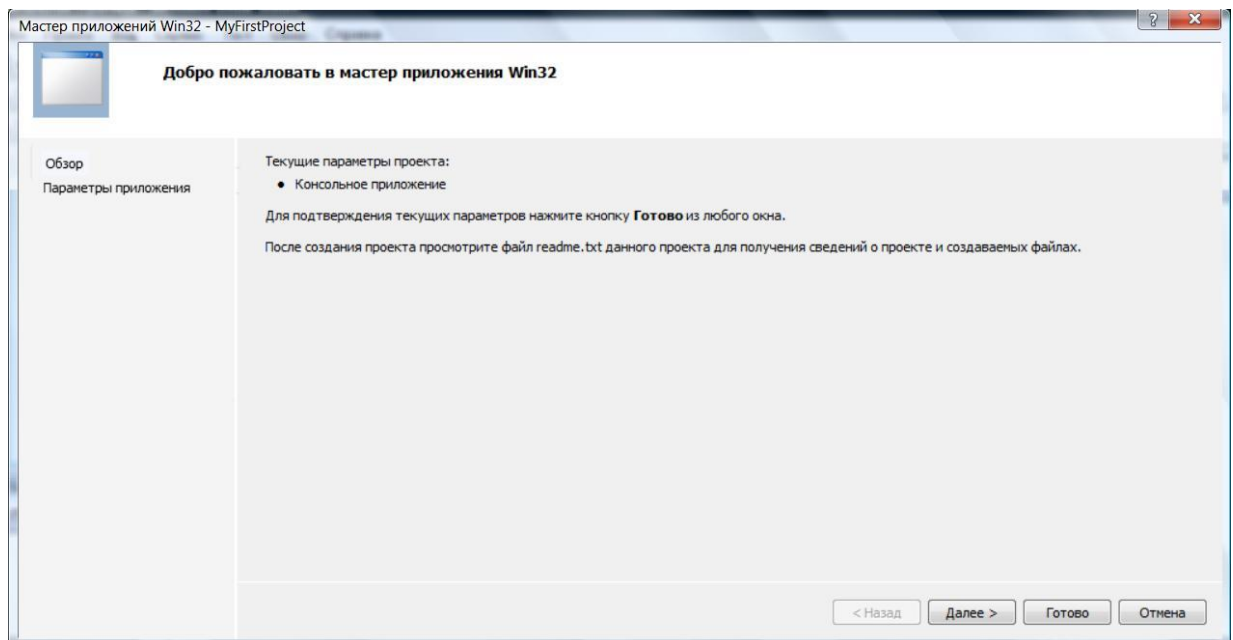 Мастер приложений Win32 - MyFirstProject
Справка
Добро пожаловать в мастер приложения Win32
Обзор
Параметры приложения
Текущие параметры проекта:
• Консольное приложение
Для подтверждения текущих параметров нажмите кнопку Готово из любого окна.
После создания проекта просмотрите файл readme.txt данного проекта для получения сведений о проекте и создаваемых файлах.
< Назад
Далее >
Готово
Отмена